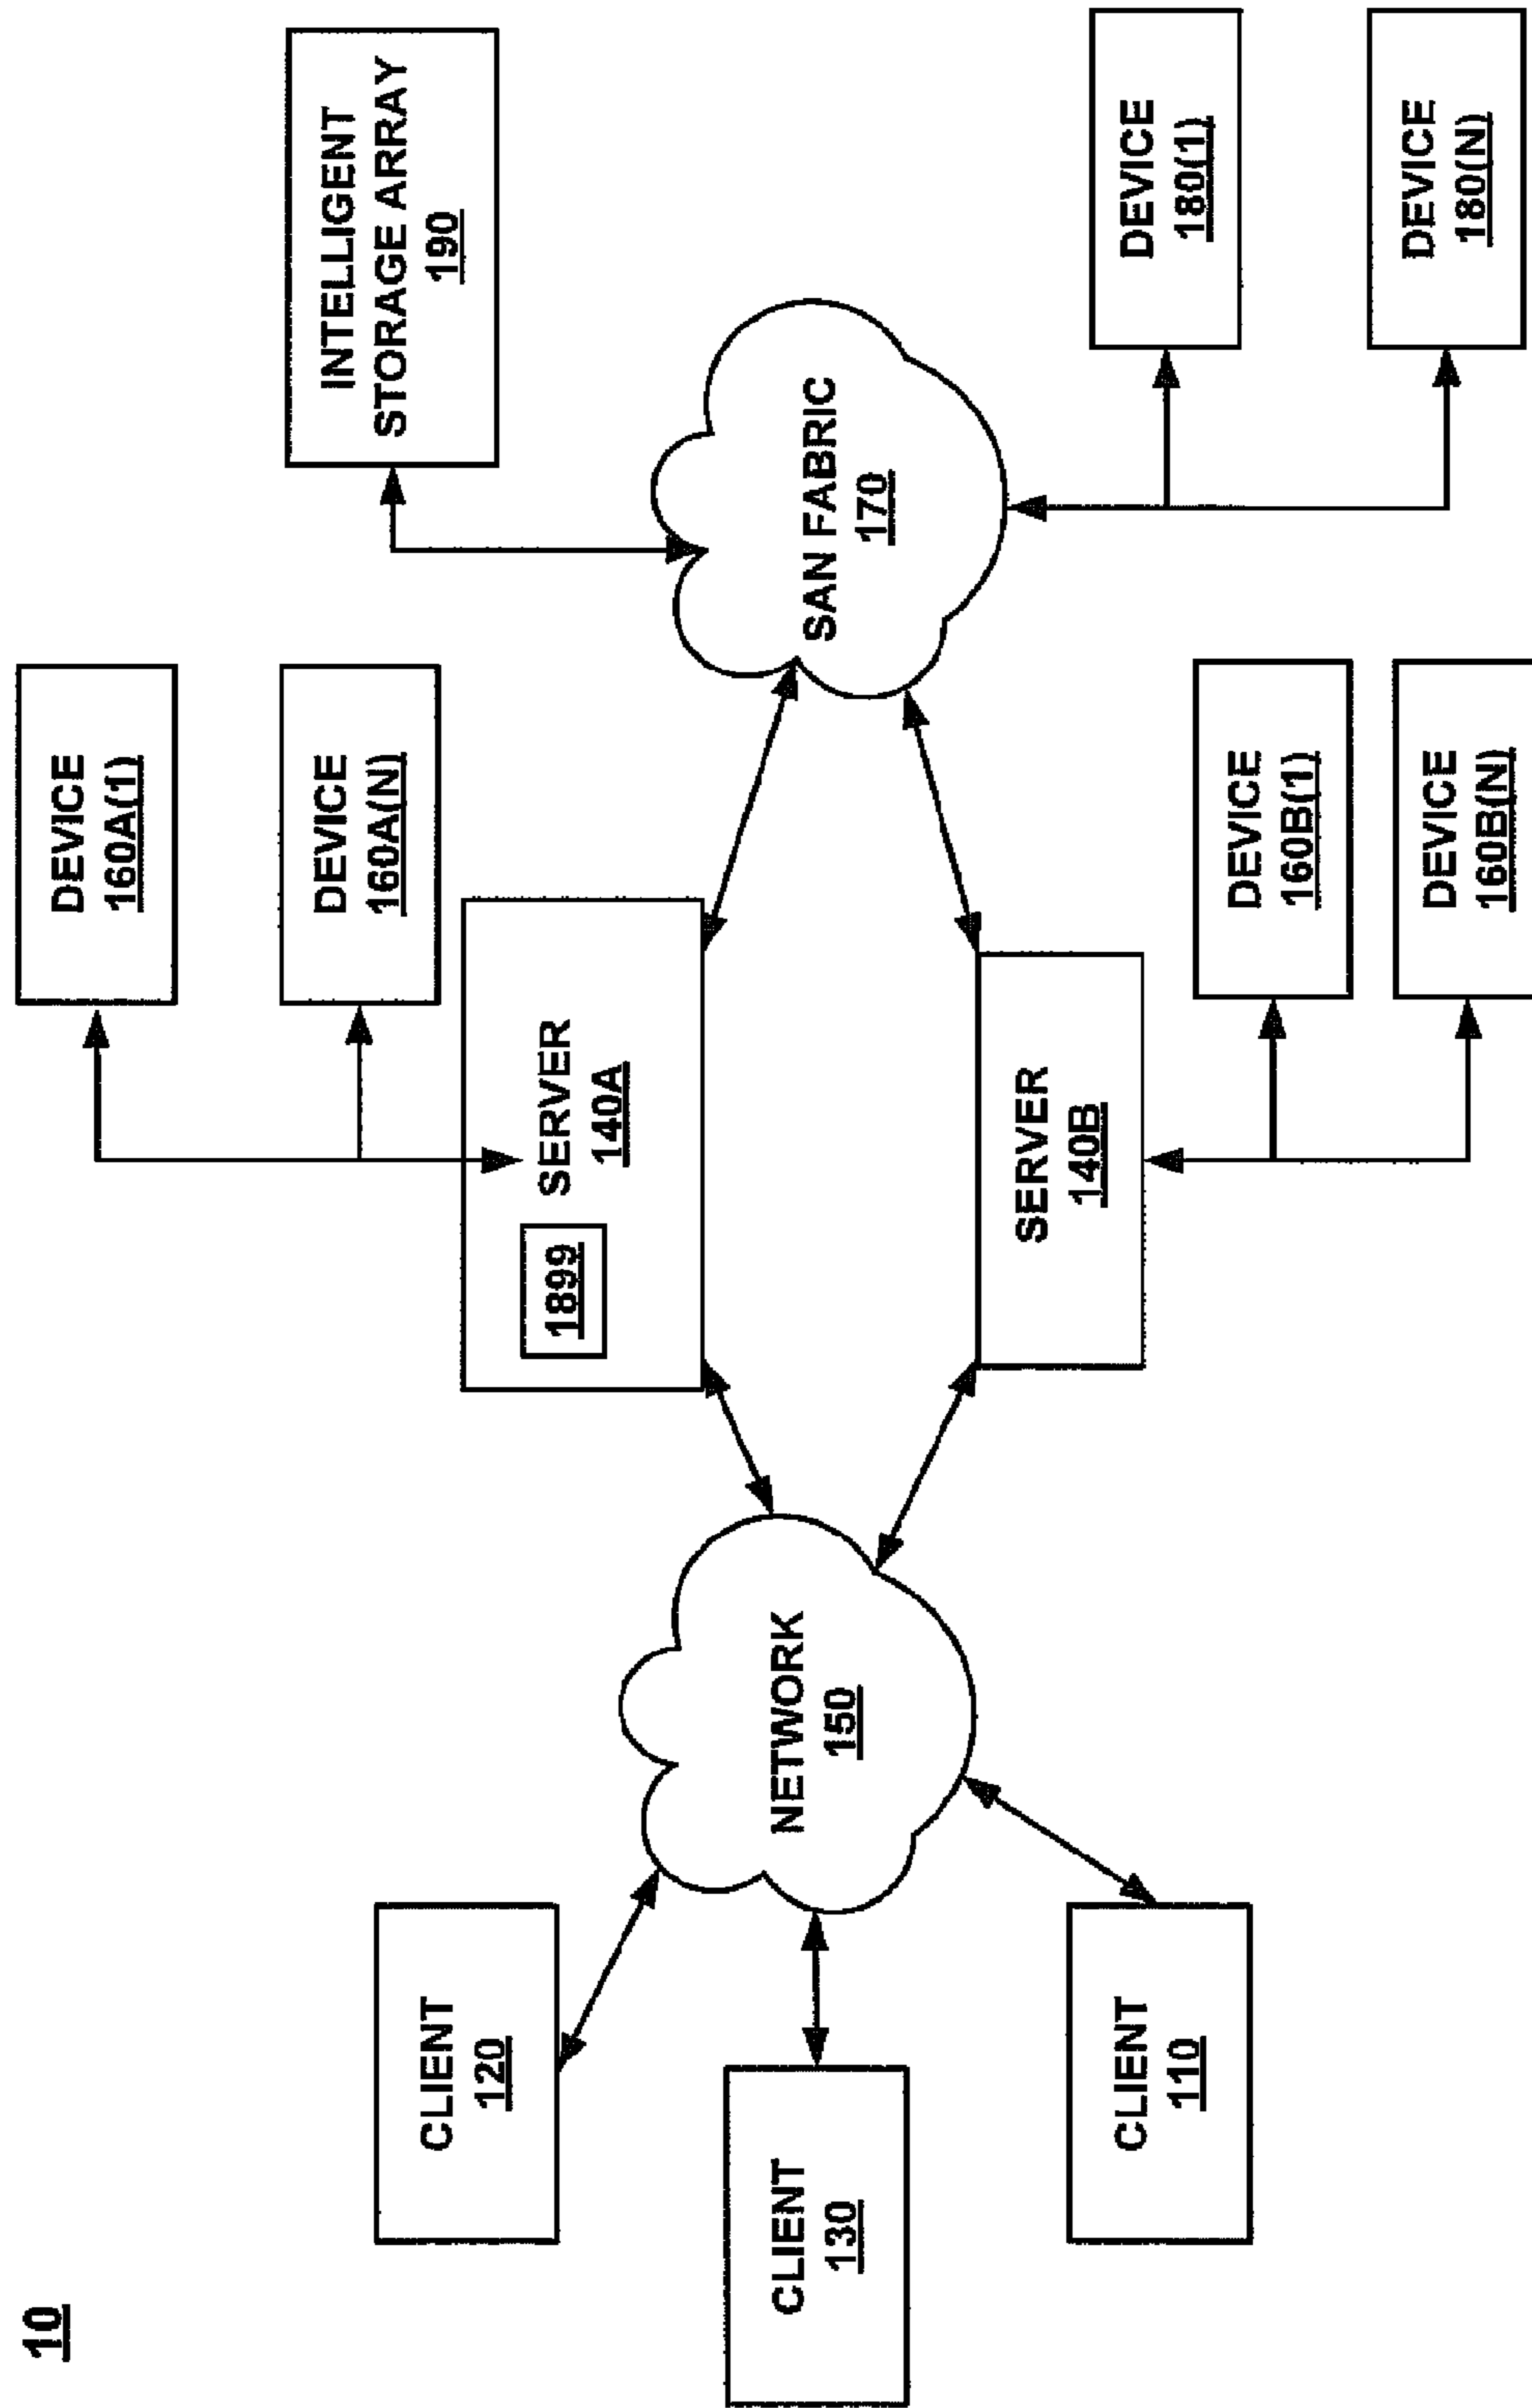 10
DEVICE
160A(1)
DEVICE
160A(N)
INTELLIGENT
STORAGE ARRAY
190
CLIENT
120
1899
SERVER
140A
CLIENT
130
NETWORK
150
SAN FABRIC
170
CLIENT
110
SERVER
140B
DEVICE
160B(1)
DEVICE
160B(N)
DEVICE
180(1)
DEVICE
180(N)